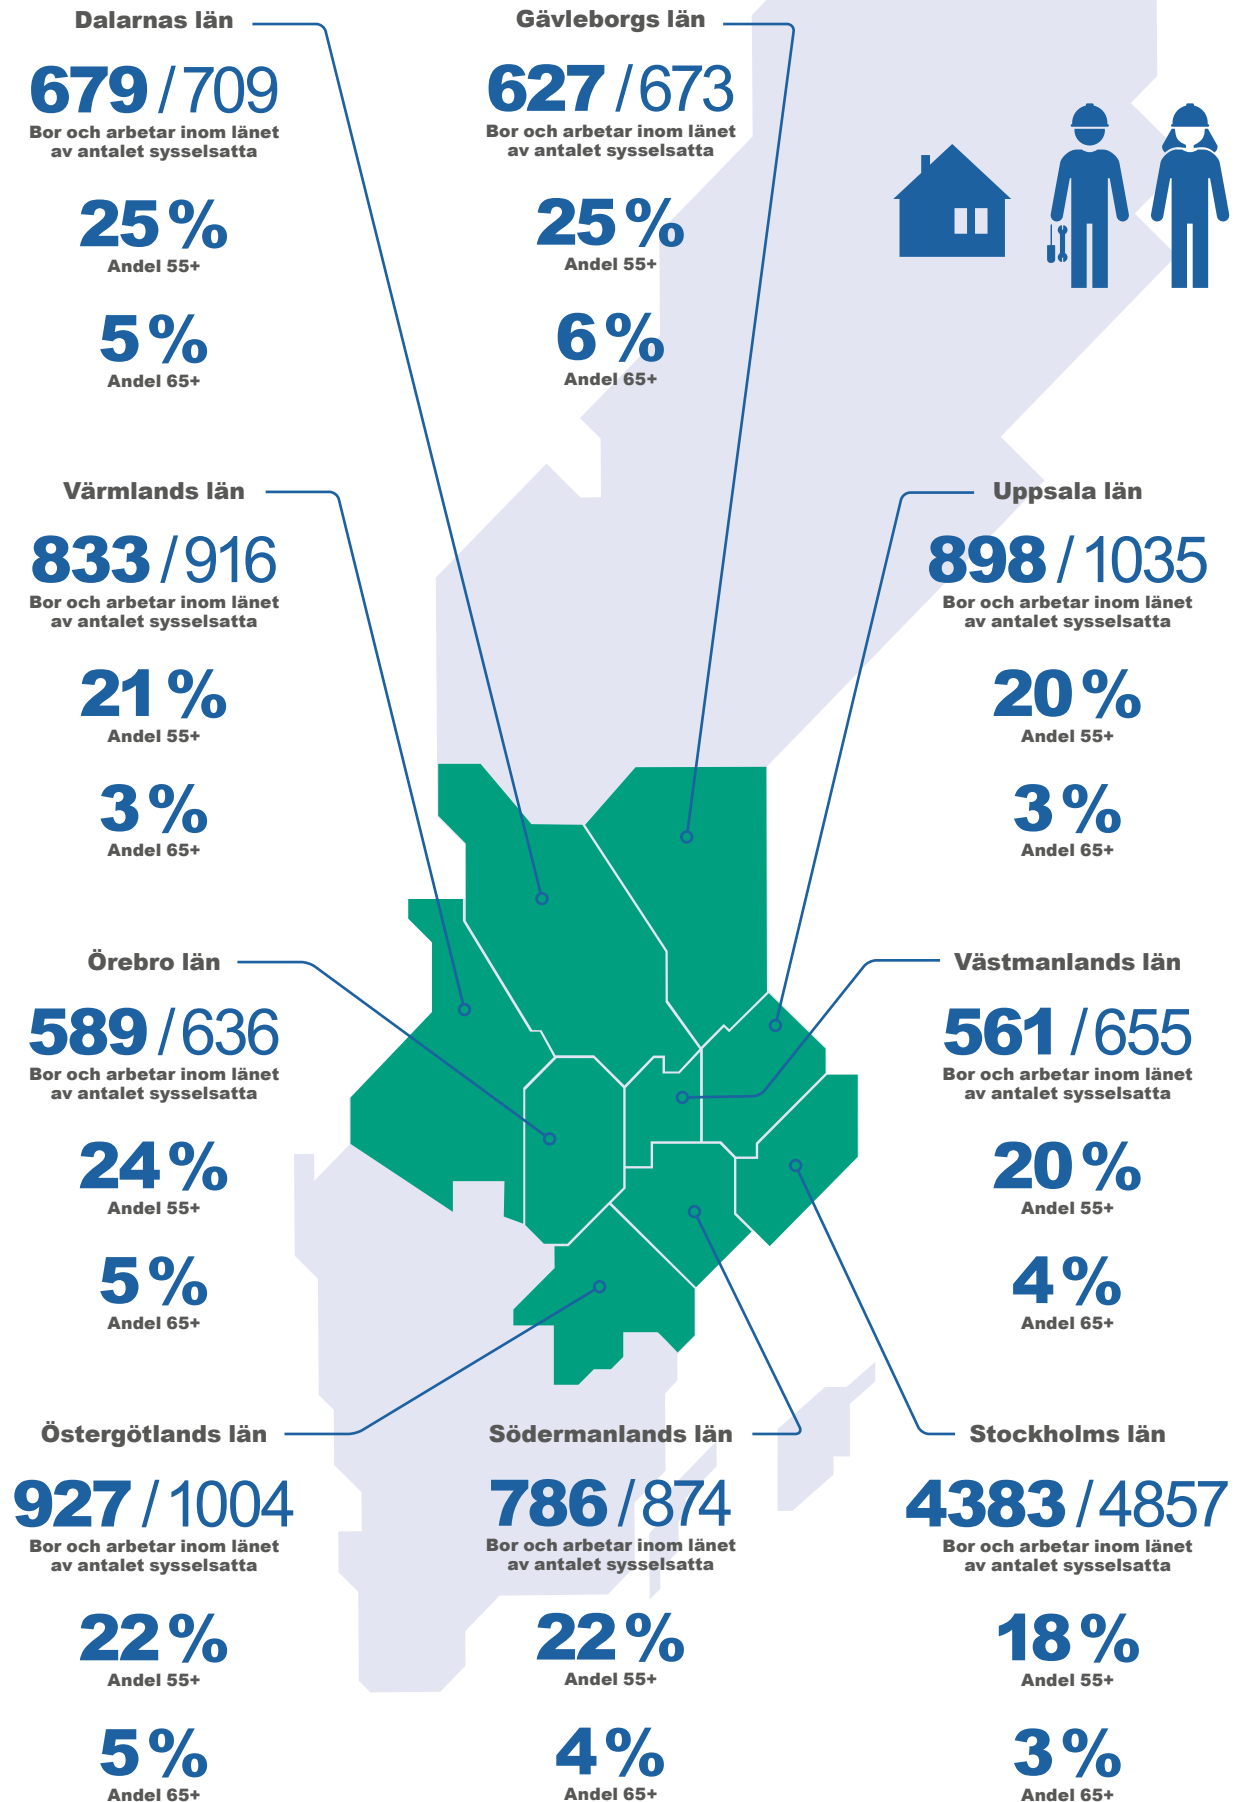 Dalarnas län
679 / 709
Bor och arbetar inom länet
av antalet sysselsatta
25 %
Andel 55+
5 %
Andel 65+
Gävleborgs län
627 / 673
Bor och arbetar inom länet
av antalet sysselsatta
25 %
Andel 55+
6 %
Andel 65+
Värmlands län
833 / 916
Bor och arbetar inom länet
av antalet sysselsatta
21 %
Andel 55+
3 %
Andel 65+
Uppsala län
898 / 1035
Bor och arbetar inom länet
av antalet sysselsatta
20 %
Andel 55+
3 %
Andel 65+
Örebro län
589 / 636
Bor och arbetar inom länet
av antalet sysselsatta
24 %
Andel 55+
5 %
Andel 65+
Västmanlands län
561 / 655
Bor och arbetar inom länet
av antalet sysselsatta
20 %
Andel 55+
4 %
Andel 65+
Östergötlands län
927 / 1004
Bor och arbetar inom länet
av antalet sysselsatta
22 %
Andel 55+
5 %
Andel 65+
Södermanlands län
786 / 874
Bor och arbetar inom länet
av antalet sysselsatta
22 %
Andel 55+
4 %
Andel 65+
Stockholms län
4383 / 4857
Bor och arbetar inom länet
av antalet sysselsatta
18 %
Andel 55+
3 %
Andel 65+